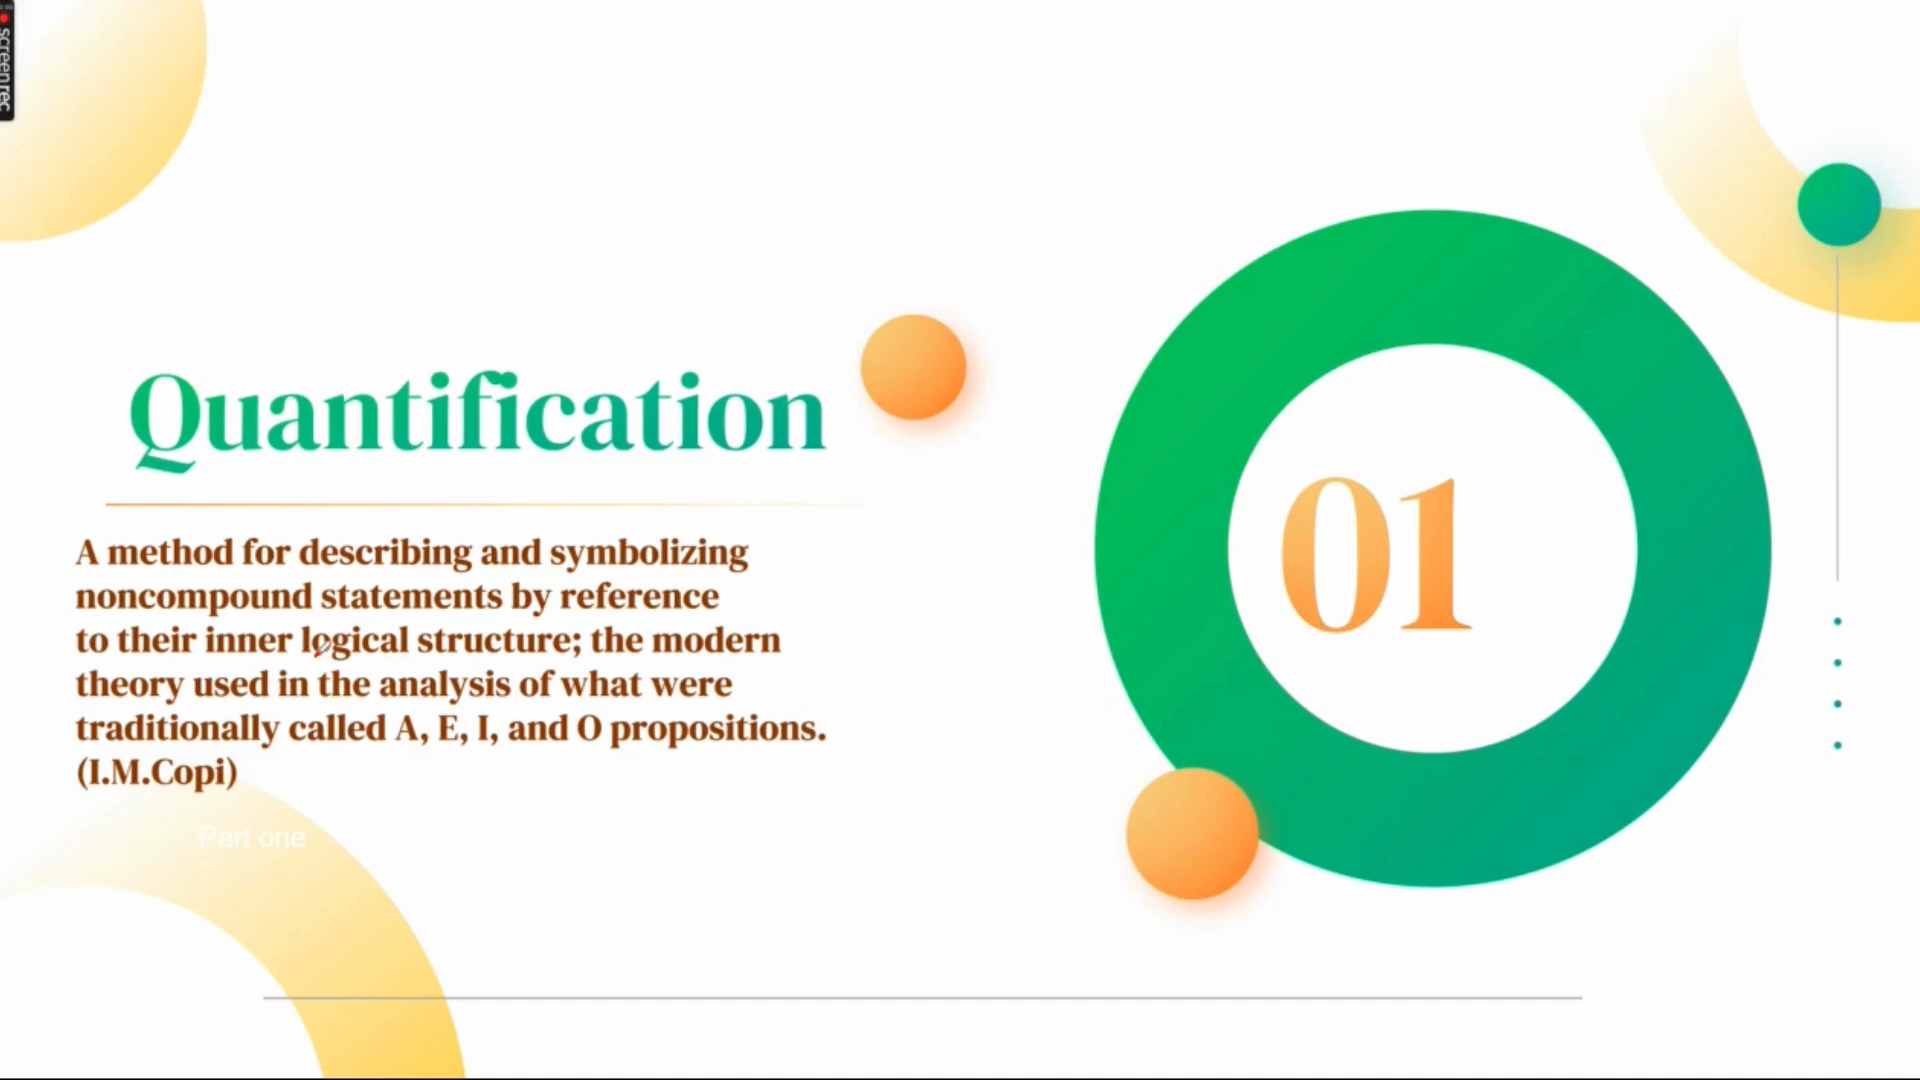 screenrec
Quantification
A method for describing and symbolizing
noncompound statements by reference
to their inner logical structure; the modern
theory used in the analysis of what were
traditionally called A, E, I, and O propositions.
(I.M.Copi)
Part one
01